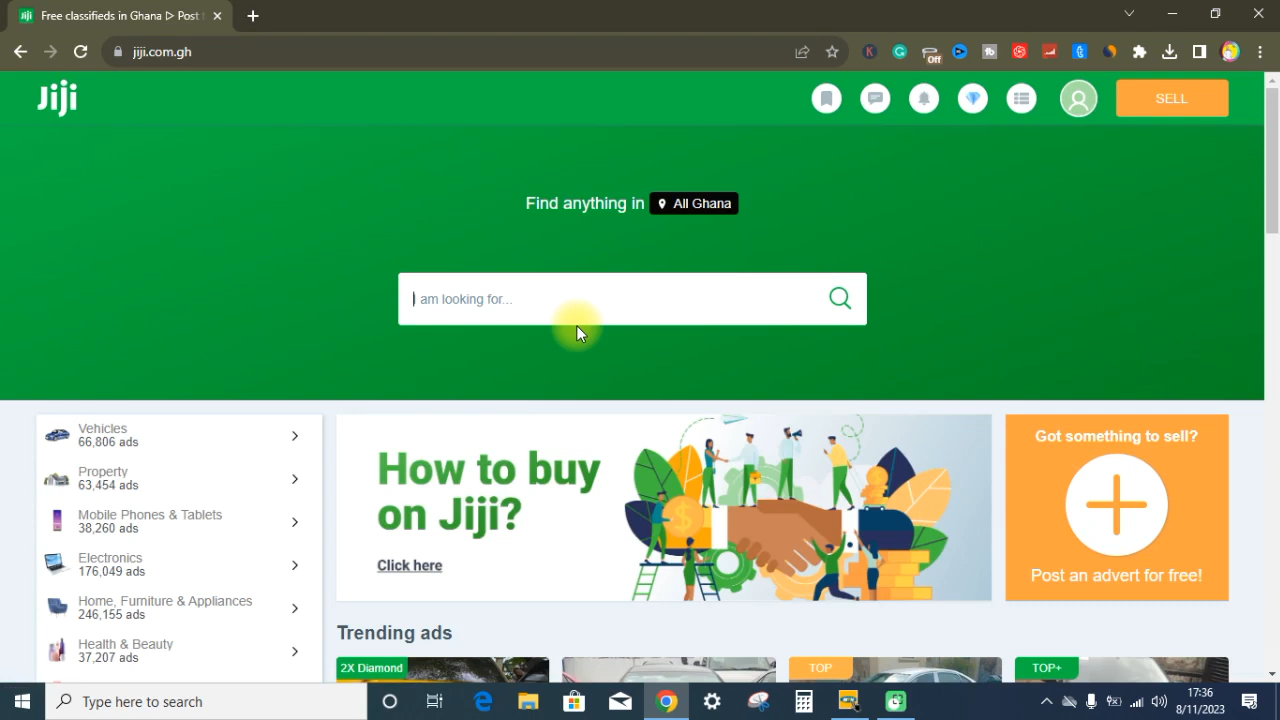 Free classifieds in Ghana ▷ Post
jiji.com.gh
Off
Jiji
SELL
Find anything in All Ghana
I am looking for...
Vehicles
66,806 ads
Property
63,454 ads
Mobile Phones & Tablets
38,260 ads
Electronics
176,049 ads
Home, Furniture & Appliances
246,155 ads
Health & Beauty
37,207 ads
How to buy
on Jiji?
Click here
Got something to sell?
Post an advert for free!
Trending ads
2X Diamond
TOP
TOP+
Type here to search
17:36
8/11/2023